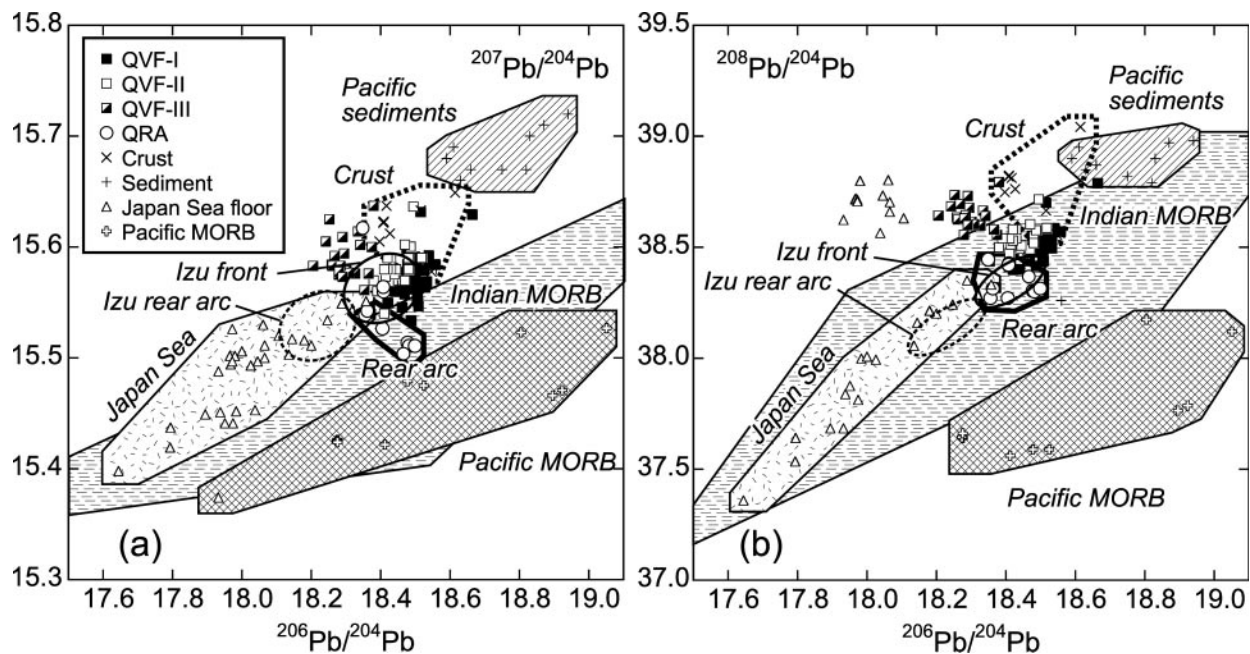 15.8
15.7
15.6
15.5
15.4
15.3
QVF-I
QVF-II
QVF-III
QRA
Crust
Sediment
Japan Sea floor
Pacific MORB
207Pb/204Pb
Pacific
sediments
Crust
Izu front
Izu rear arc
Indian MORB
Rear arc
Japan Sea
Pacific MORB
(a)
17.6
17.8
18.0
18.2
18.4
18.6
18.8
19.0
206Pb/204Pb
39.5
39.0
38.5
38.0
37.5
37.0
208Pb/204Pb
Pacific
sediments
Crust
Indian MORB
Izu front
Izu rear arc
Rear arc
Japan Sea
Pacific MORB
(b)
17.6
17.8
18.0
18.2
18.4
18.6
18.8
19.0
206Pb/204Pb